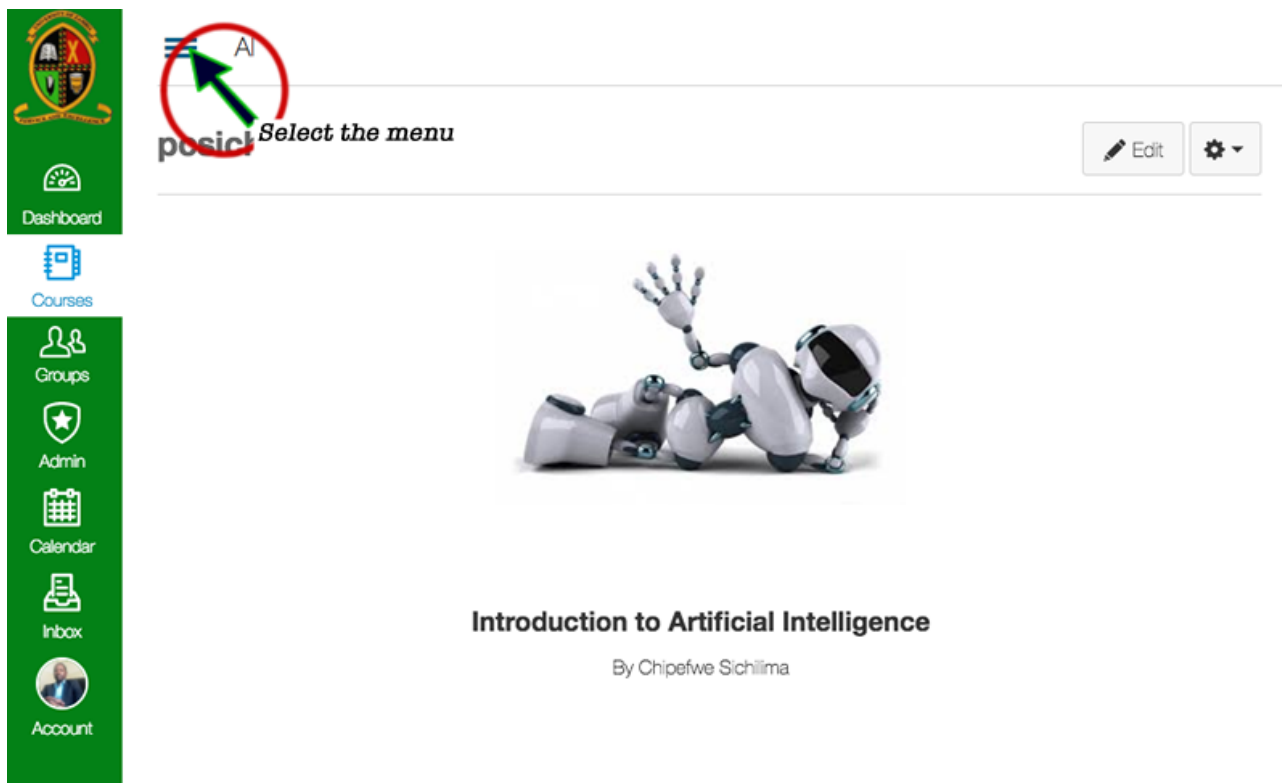 AI
Select the menu
Edit
Dashboard
Courses
Groups
Admin
Calendar
Inbox
Account
Introduction to Artificial Intelligence
By Chipefwe Sichilima